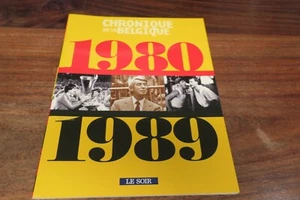 CHRONIQUE
DE LA BELGIQUE
1980
1989
LE SOIR